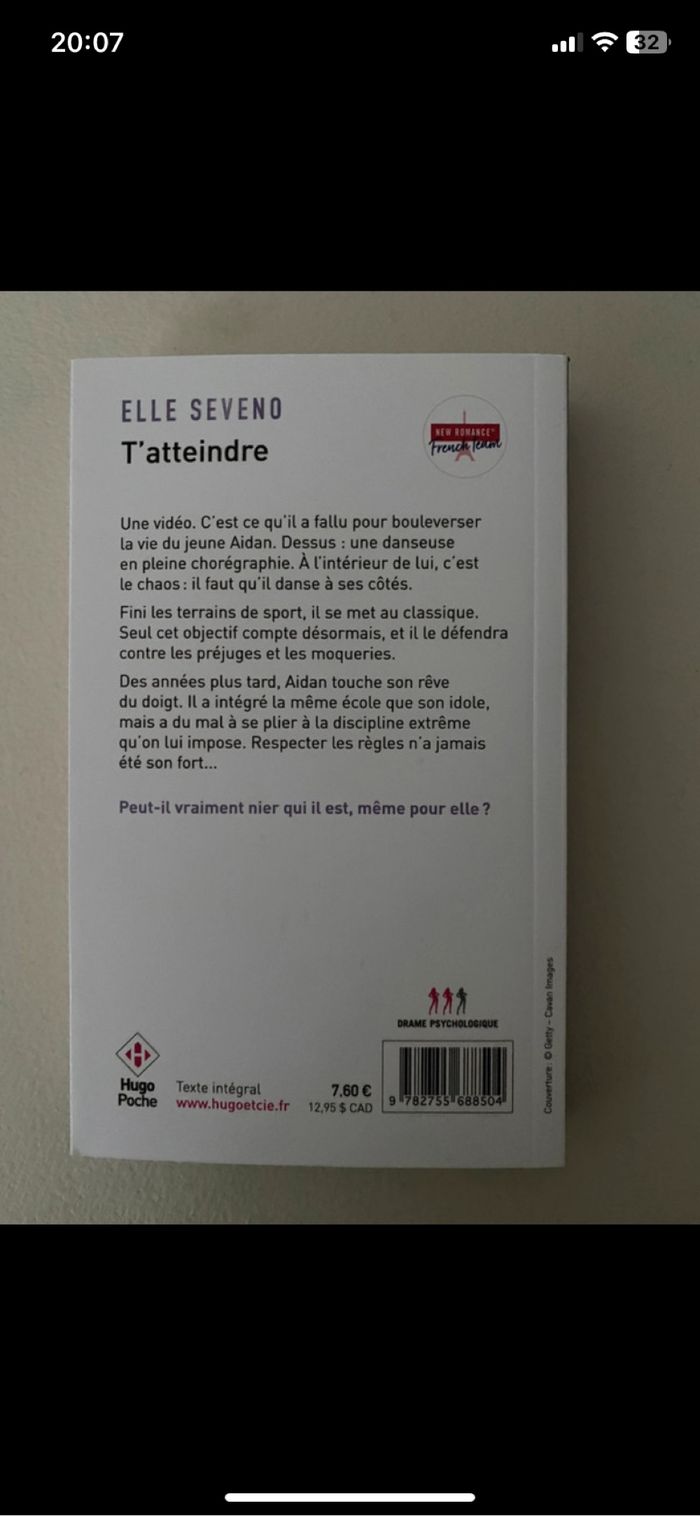 20:07
32
ELLE SEVENO
T'atteindre
NEW ROMANCE
French Team
Une vidéo. C'est ce qu'il a fallu pour bouleverser
la vie du jeune Aidan. Dessus : une danseuse
en pleine chorégraphie. À l'intérieur de lui, c'est
le chaos : il faut qu'il danse à ses côtés.
Fini les terrains de sport, il se met au classique.
Seul cet objectif compte désormais, et il le défendra
contre les préjuges et les moqueries.
Des années plus tard, Aidan touche son rêve
du doigt. Il a intégré la même école que son idole,
mais a du mal à se plier à la discipline extrême
qu'on lui impose. Respecter les règles n'a jamais
été son fort...
Peut-il vraiment nier qui il est, même pour elle ?
DRAME PSYCHOLOGIQUE
Hugo
Poche
Texte intégral
www.hugoetcie.fr
7,60 €
12,95 $ CAD
9 782755 688504
Couverture : © Getty - Cavan Images